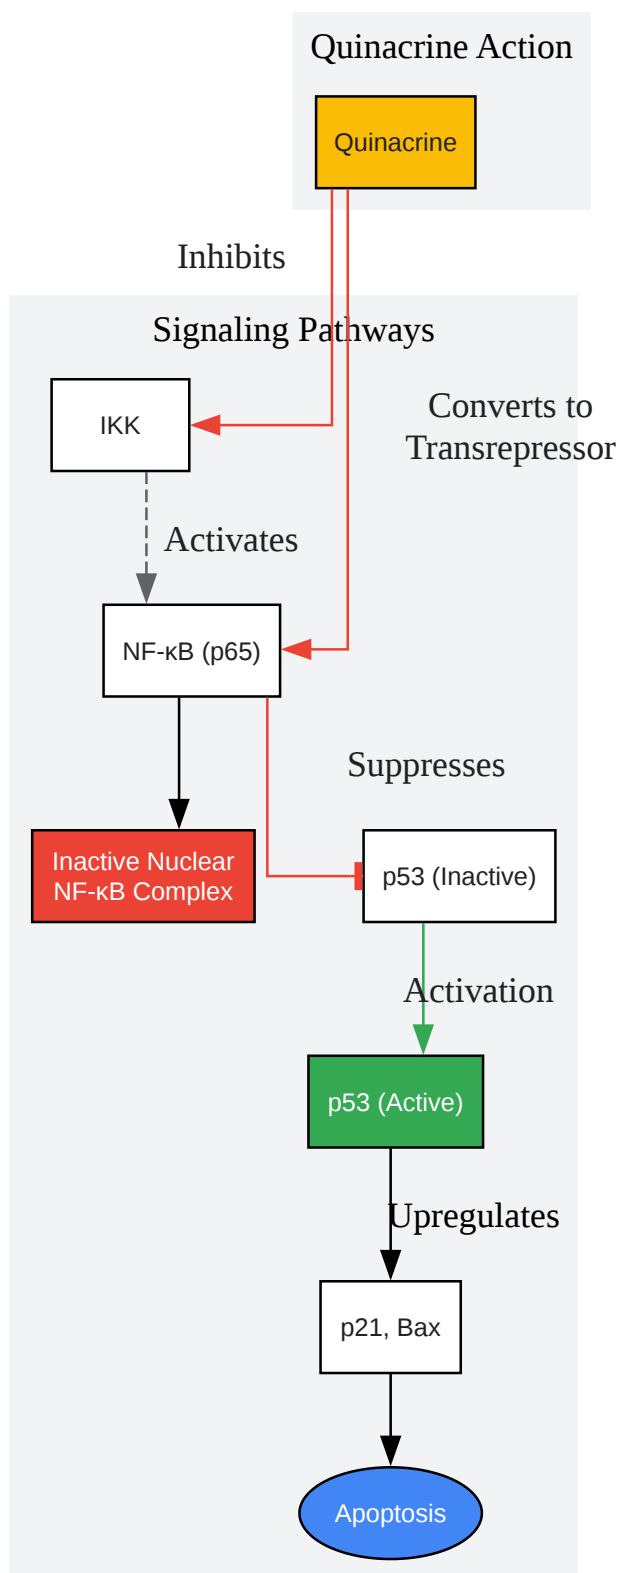 Quinacrine Action
Quinacrine
Inhibits
Signaling Pathways
Converts to
Transrepressor
IKK
Activates
NF-κB (p65)
Suppresses
Inactive Nuclear
NF-κB Complex
p53 (Inactive)
Activation
p53 (Active)
Upregulates
p21, Bax
Apoptosis